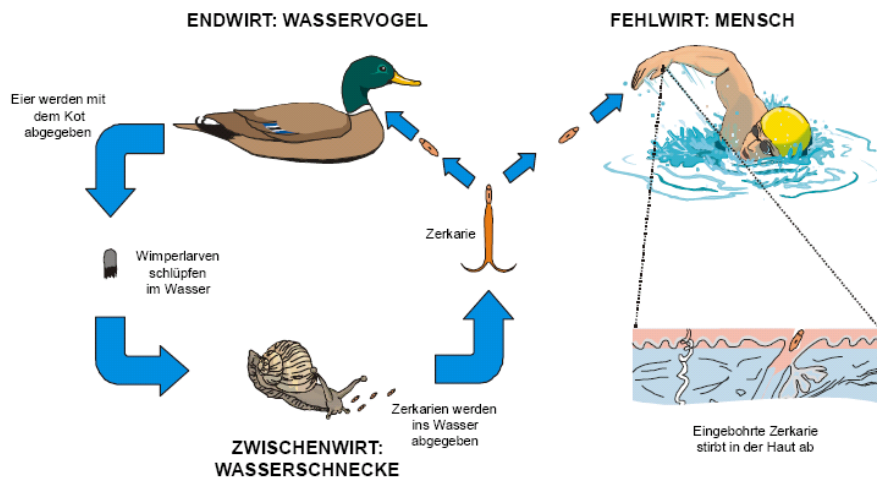 ENDWIRT: WASSERVOGEL
FEHLWIRT: MENSCH
Eier werden mit
dem Kot
abgegeben
Zerkarie
Wimperlarven
schlüpfen
im Wasser
Zerkarien werden
ins Wasser
abgegeben
ZWISCHENWIRT:
WASSERSCHNECKE
Eingebohrte Zerkarie
stirbt in der Haut ab